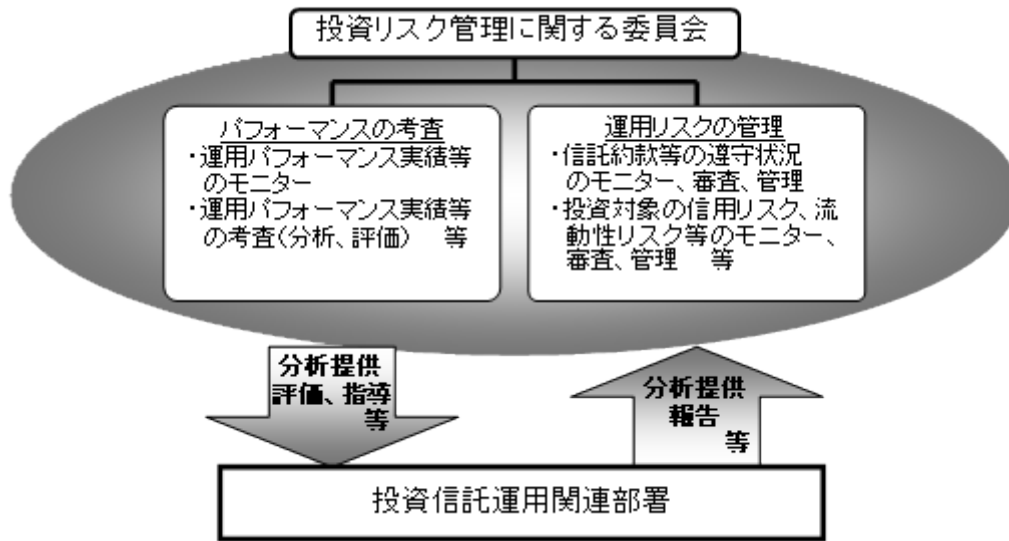 投資リスク管理に関する委員会
パフォーマンスの考査
・運用パフォーマンス実績等
のモニター
・運用パフォーマンス実績等
の考査(分析、評価)　等
運用リスクの管理
・信託約款等の遵守状況
のモニター、審査、管理
・投資対象の信用リスク、流
動性リスク等のモニター、
審査、管理　等
分析提供
評価、指導
等
分析提供
報告
等
投資信託運用関連部署